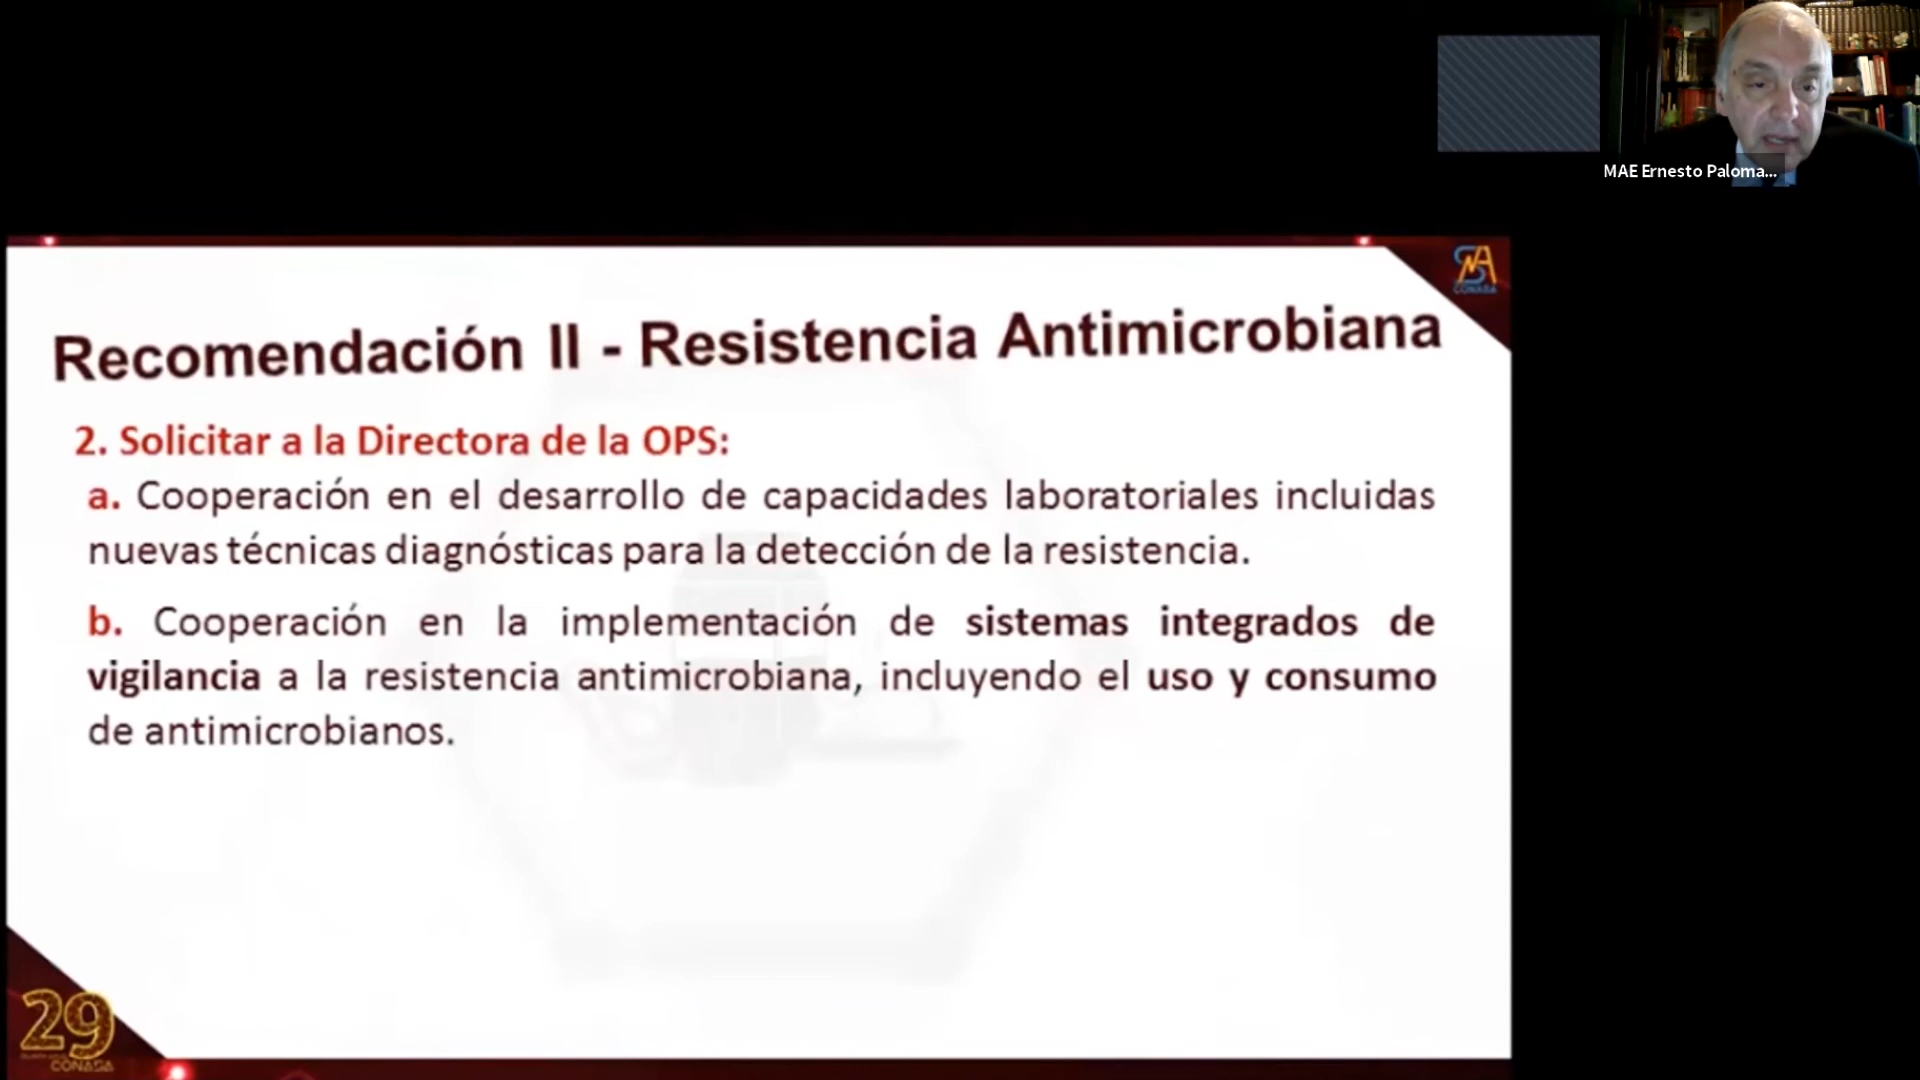 MAE Ernesto Paloma...
CONASA
Recomendación II - Resistencia Antimicrobiana
2. Solicitar a la Directora de la OPS:
a. Cooperación en el desarrollo de capacidades laboratoriales incluidas
nuevas técnicas diagnósticas para la detección de la resistencia.
b. Cooperación en la implementación de sistemas integrados de
vigilancia a la resistencia antimicrobiana, incluyendo el uso y consumo
de antimicrobianos.
29
CONASA